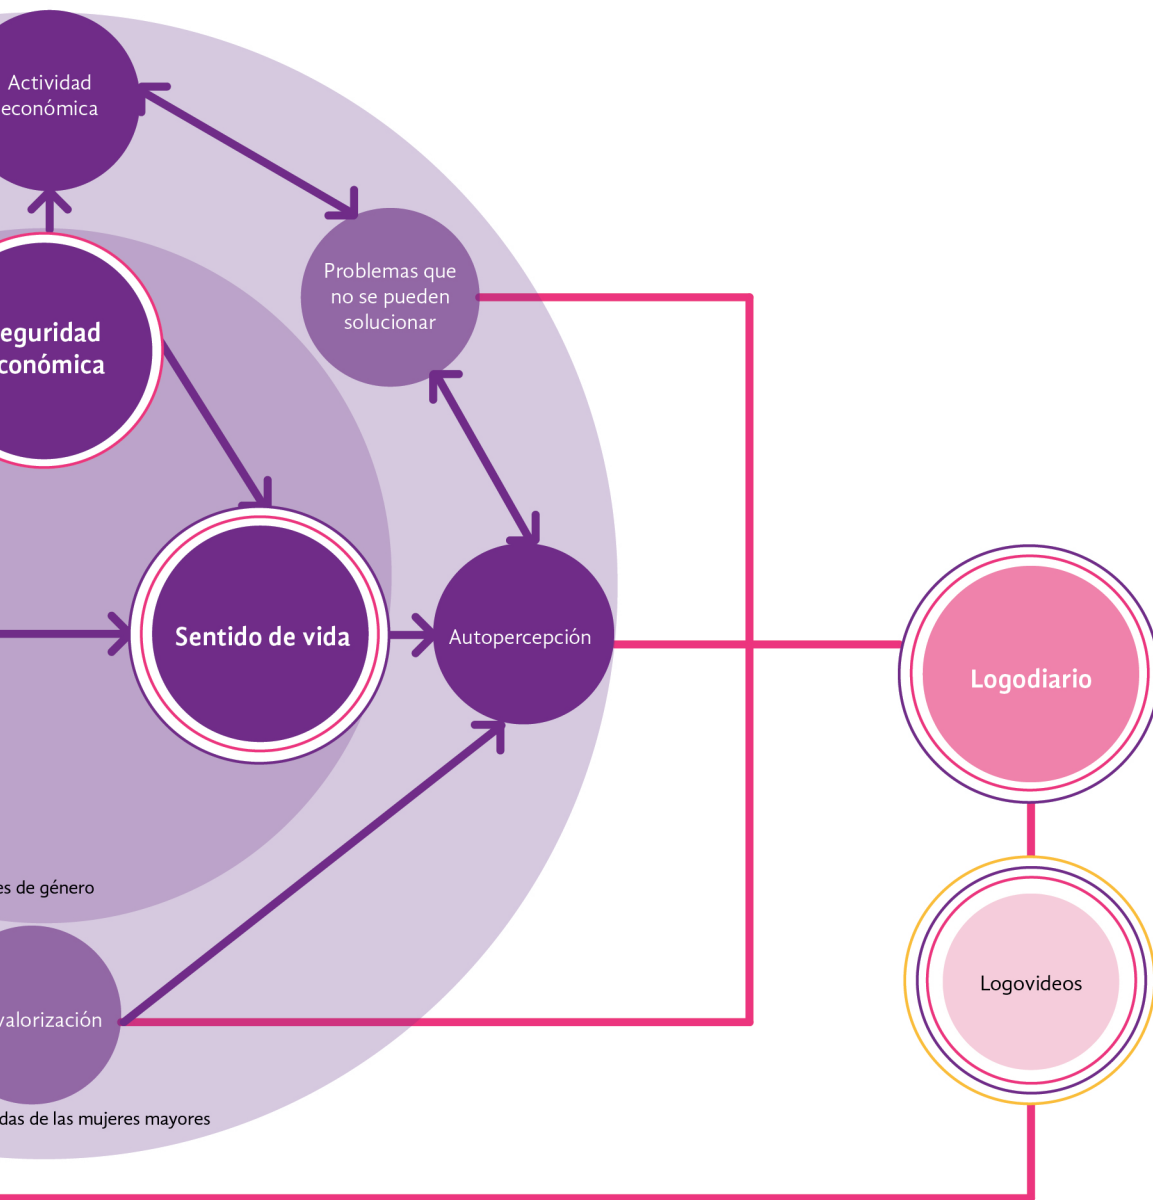 Actividad
económica
Problemas que
no se pueden
solucionar
eguridad
conómica
Sentido de vida
Autopercepción
Logodiario
es de género
Logovideos
valorización
das de las mujeres mayores